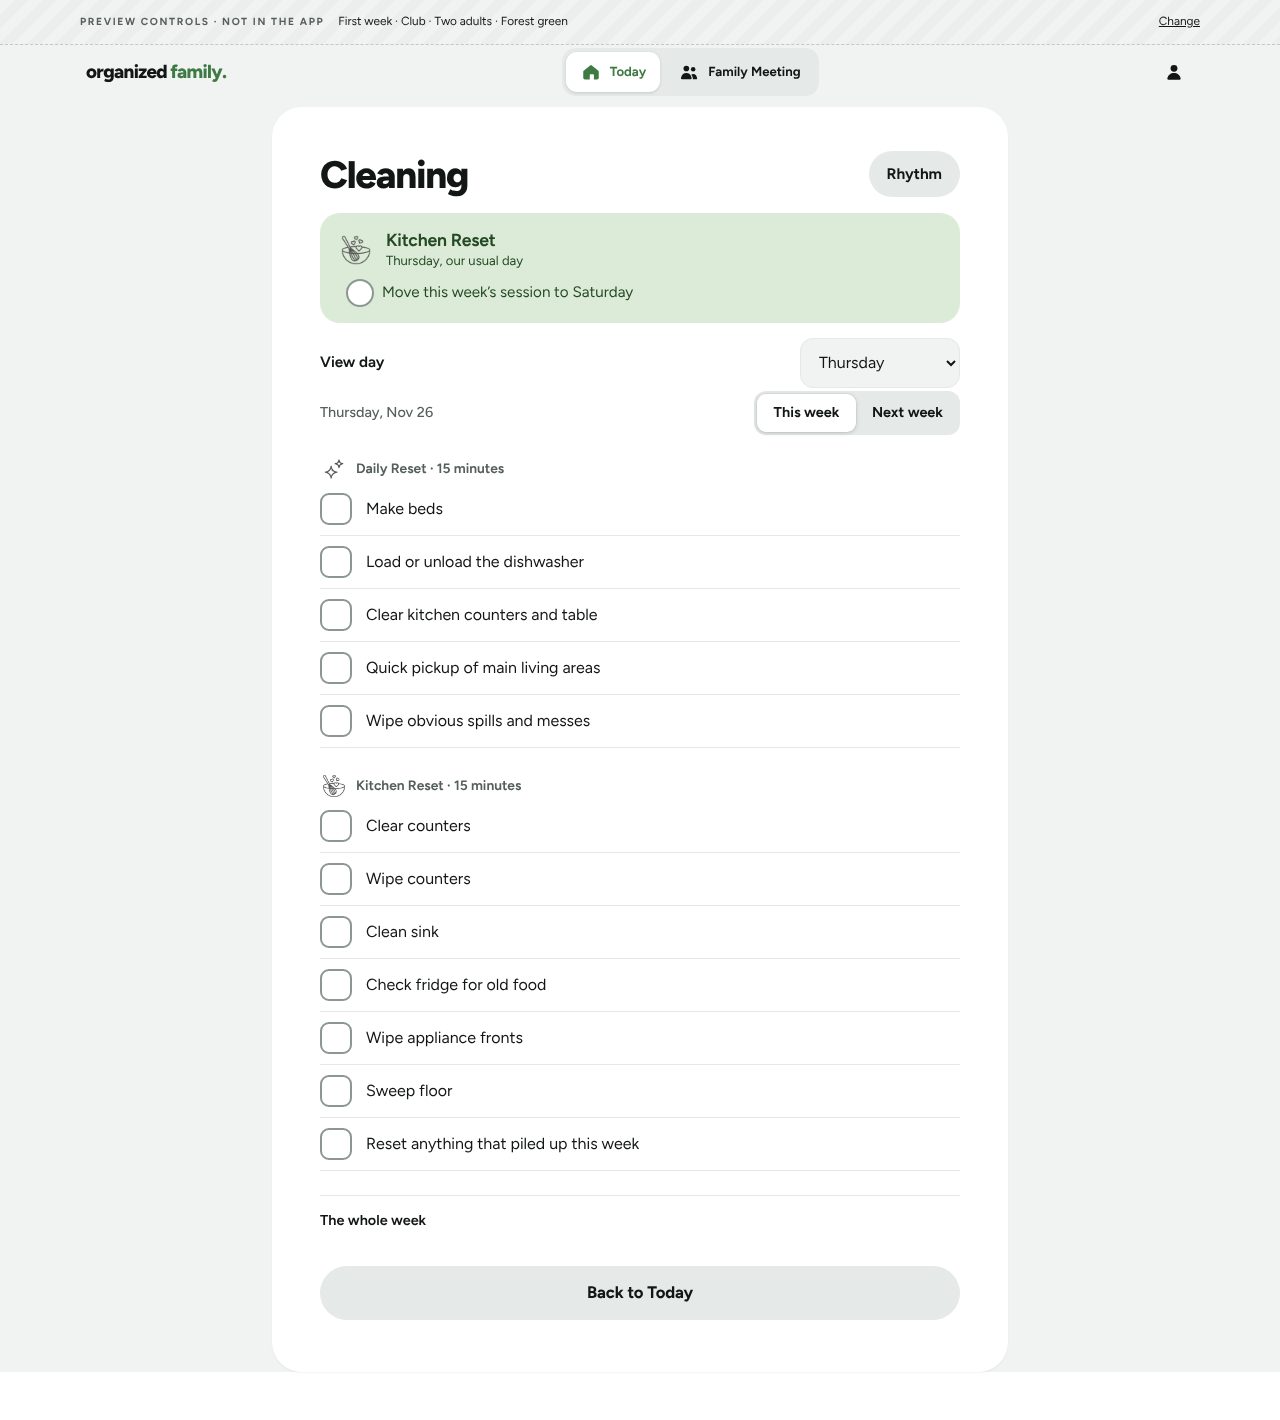 PREVIEW CONTROLS · NOT IN THE APP First week · Club · Two adults · Forest green Change
organized family. Today Family Meeting
Cleaning Rhythm
Kitchen Reset
Thursday, our usual day
Move this week’s session to Saturday
View day Thursday
Thursday, Nov 26 This week Next week
Daily Reset · 15 minutes
Make beds
Load or unload the dishwasher
Clear kitchen counters and table
Quick pickup of main living areas
Wipe obvious spills and messes
Kitchen Reset · 15 minutes
Clear counters
Wipe counters
Clean sink
Check fridge for old food
Wipe appliance fronts
Sweep floor
Reset anything that piled up this week
The whole week
Back to Today